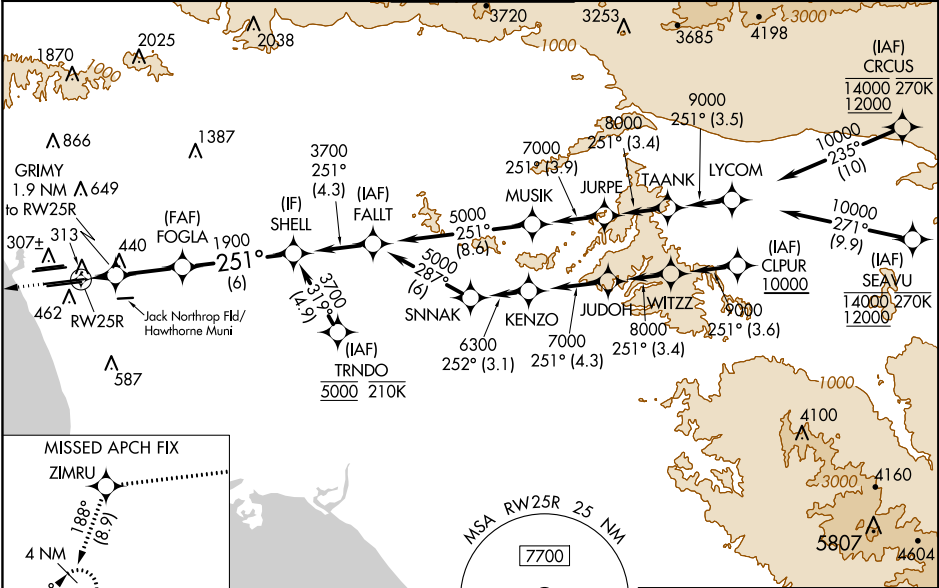 3720
3253
3000
2038
2025
1870
1000
1000
3685
4198
(IAF)
CRCUS
14000 270K
12000
9000
251° (3.5)
8000
251° (3.4)
10000
235°
(10)
866
1387
7000
251° (3.9)
GRIMY
1.9 NM
to RW25R
649
3700
251°
(4.3)
LYCOM
TAANK
JURPE
MUSIK
(IAF)
FALLT
(IF)
SHELL
(FAF)
FOGLA
5000
251°
(8.6)
10000
271°
(9.9)
313
307±
440
1900
251°
(6)
5000
287°
(6)
(IAF)
CLPUR
10000
(IAF)
SEAVU
14000 270K
12000
462
RW25R
Jack Northrop Fld/
Hawthorne Muni
3700
311°
(4.9)
SNNAK
KENZO
JUDOH
WITZZ
9000
251° (3.6)
8000
251° (3.4)
7000
251° (4.3)
6300
252° (3.1)
(IAF)
TRNDO
5000 210K
587
1000
4100
3000
4160
5807
4604
MISSED APCH FIX
ZIMRU
188°
(8.9)
4 NM
MSA RW25R 25 NM
7700